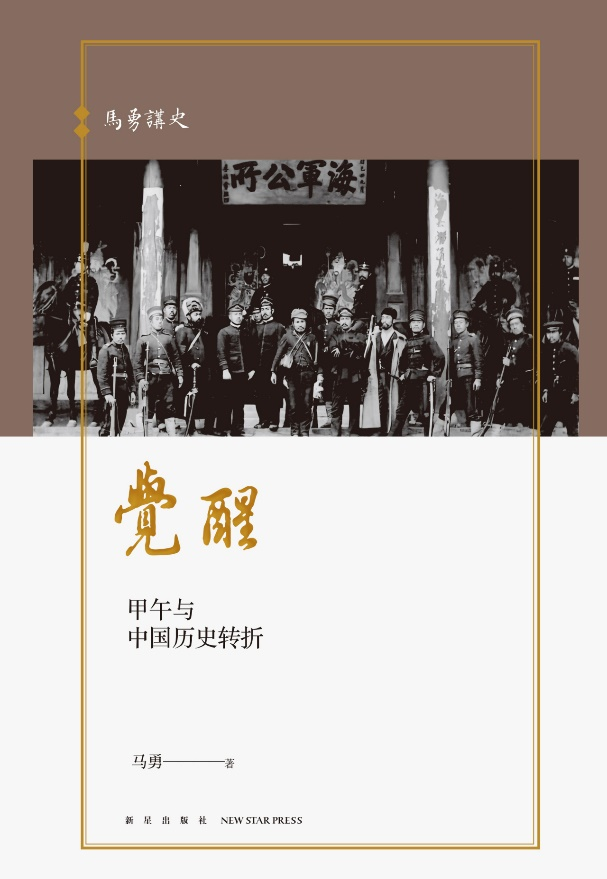 馬勇講史
海軍公所
覺醒
甲午与
中国历史转折
马勇————著
新星出版社 NEW STAR PRESS